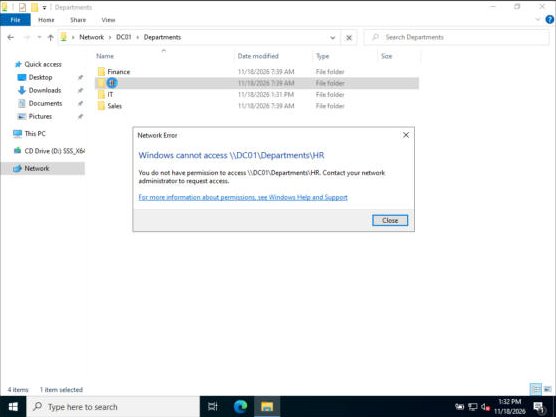 Departments
File
Home
Share
View
Network
DC01
Departments
Search Departments
Name
Date modified
Type
Size
Quick access
Desktop
Downloads
Documents
Pictures
This PC
CD Drive (D:) SSS_X64
Network
Finance 11/18/2026 7:39 AM File folder
11/18/2026 7:39 AM File folder
IT 11/18/2026 1:31 PM File folder
Sales 11/18/2026 7:39 AM File folder
Network Error
Windows cannot access \\DC01\Departments\HR
You do not have permission to access \\DC01\Departments\HR. Contact your network
administrator to request access.
For more information about permissions, see Windows Help and Support
Close
4 items
1 item selected
Type here to search
1:32 PM
11/18/2026